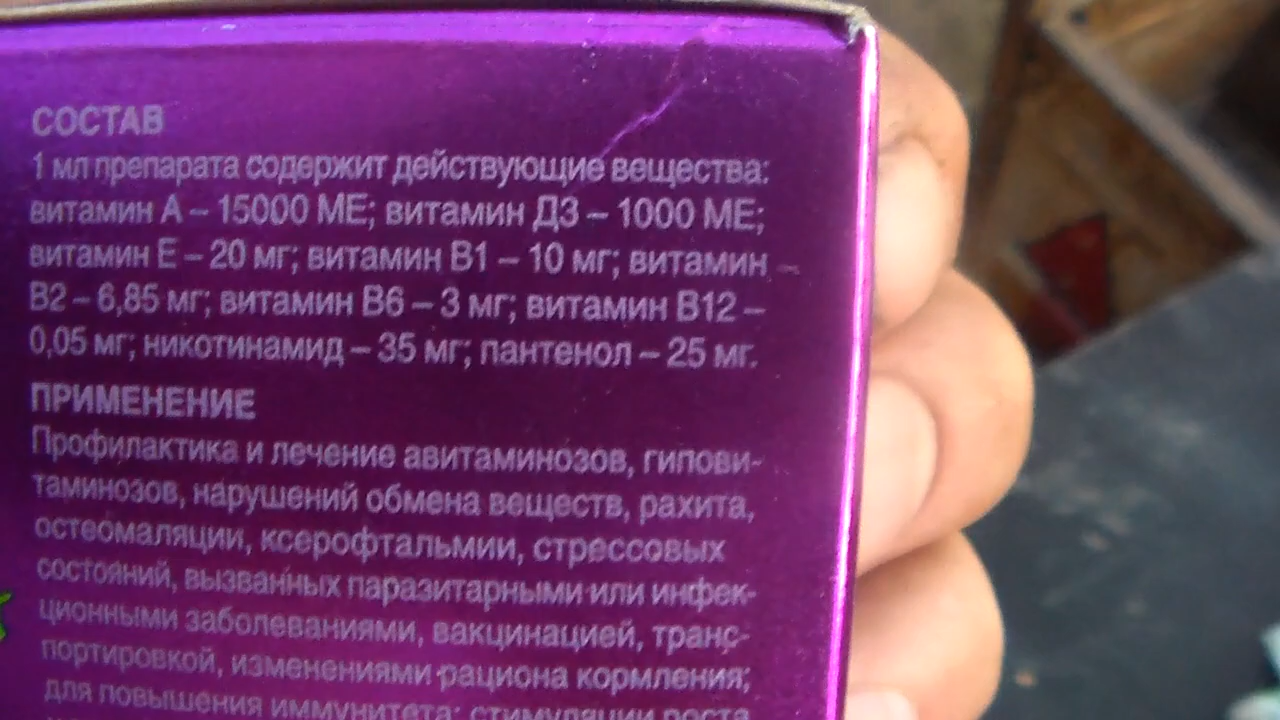 СОСТАВ
1 мл препарата содержит действующие вещества:
витамин А – 15000 МЕ; витамин Д3 – 1000 МЕ;
витамин Е – 20 мг; витамин В1 – 10 мг; витамин
В2 – 6,85 мг; витамин В6 – 3 мг; витамин В12 –
0,05 мг; никотинамид – 35 мг; пантенол – 25 мг.
ПРИМЕНЕНИЕ
Профилактика и лечение авитаминозов, гипови-
таминозов, нарушений обмена веществ, рахита,
остеомаляции, ксерофтальмии, стрессовых
состояний, вызванных паразитарными или инфек-
ционными заболеваниями, вакцинацией, транс-
портировкой, изменениями рациона кормления;
для повышения иммунитета; стимуляции роста